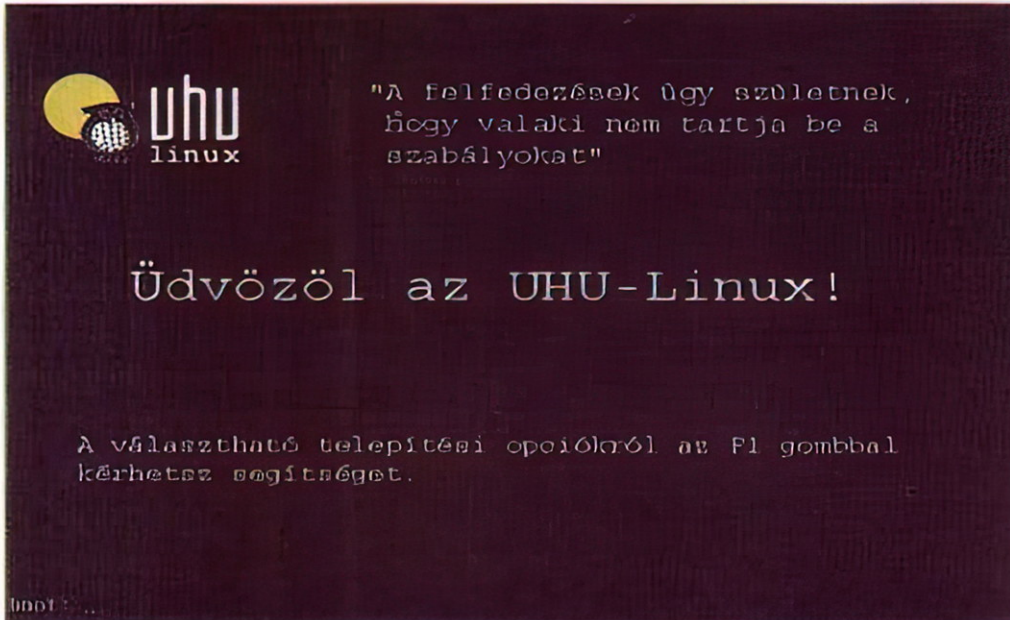 uhu
linux
"A felfedezések úgy születnek,
hogy valaki nem tartja be a
szabályokat"
Üdvözöl az UHU-Linux!
A választható telepítési opciókról az F1 gombbal
kérhetsz segítséget.
boot: